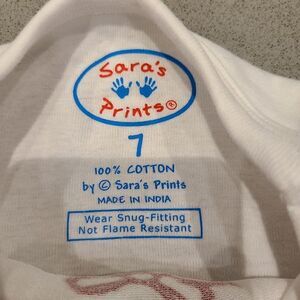 Sara's
Prints®
7
100% COTTON
by © Sara's Prints
MADE IN INDIA
Wear Snug-Fitting
Not Flame Resistant